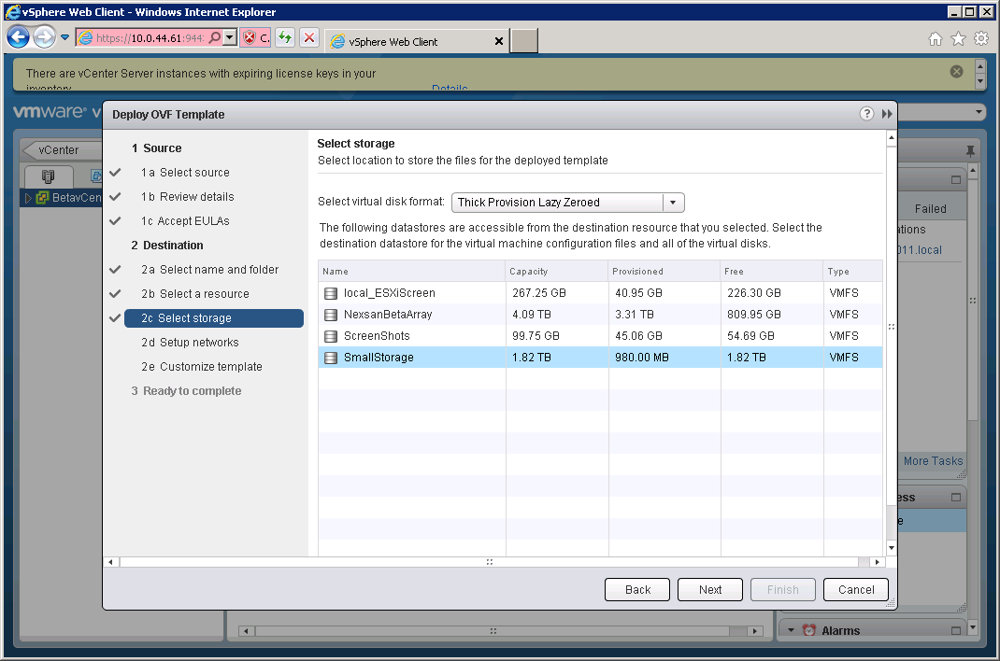 vSphere Web Client - Windows Internet Explorer
https://10.0.44.61:944
C.
vSphere Web Client
There are vCenter Server instances with expiring license keys in your
inventory
Details
vmware® v
Deploy OVF Template
vCenter
BetavCen
1 Source
1a Select source
1b Review details
1c Accept EULAs
2 Destination
2a Select name and folder
2b Select a resource
2c Select storage
2d Setup networks
2e Customize template
3 Ready to complete
Select storage
Select location to store the files for the deployed template
Select virtual disk format: Thick Provision Lazy Zeroed
The following datastores are accessible from the destination resource that you selected. Select the
destination datastore for the virtual machine configuration files and all of the virtual disks.
Name Capacity Provisioned Free Type
local_ESXiScreen 267.25 GB 40.95 GB 226.30 GB VMFS
NexsanBetaArray 4.09 TB 3.31 TB 809.95 GB VMFS
ScreenShots 99.75 GB 45.06 GB 54.69 GB VMFS
SmallStorage 1.82 TB 980.00 MB 1.82 TB VMFS
Back Next Finish Cancel
Failed
ations
011.local
More Tasks
ess
e
Alarms